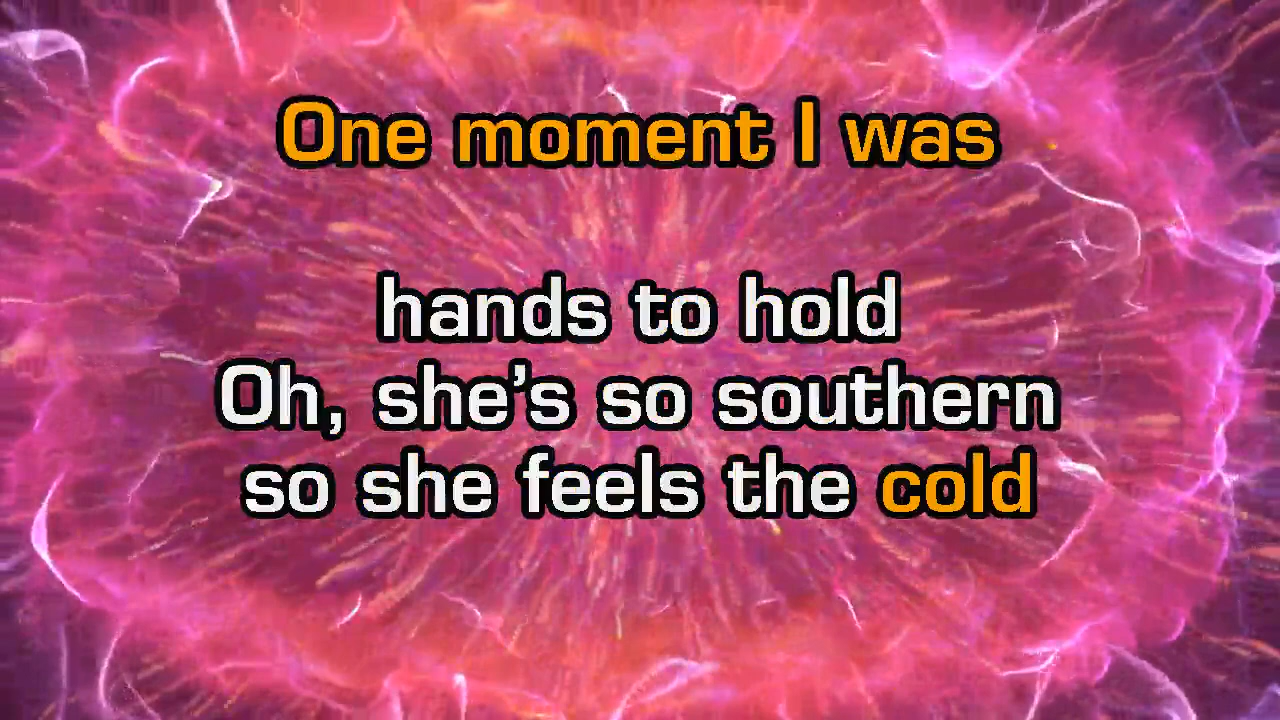 One moment I was
hands to hold
Oh, she’s so southern
so she feels the cold